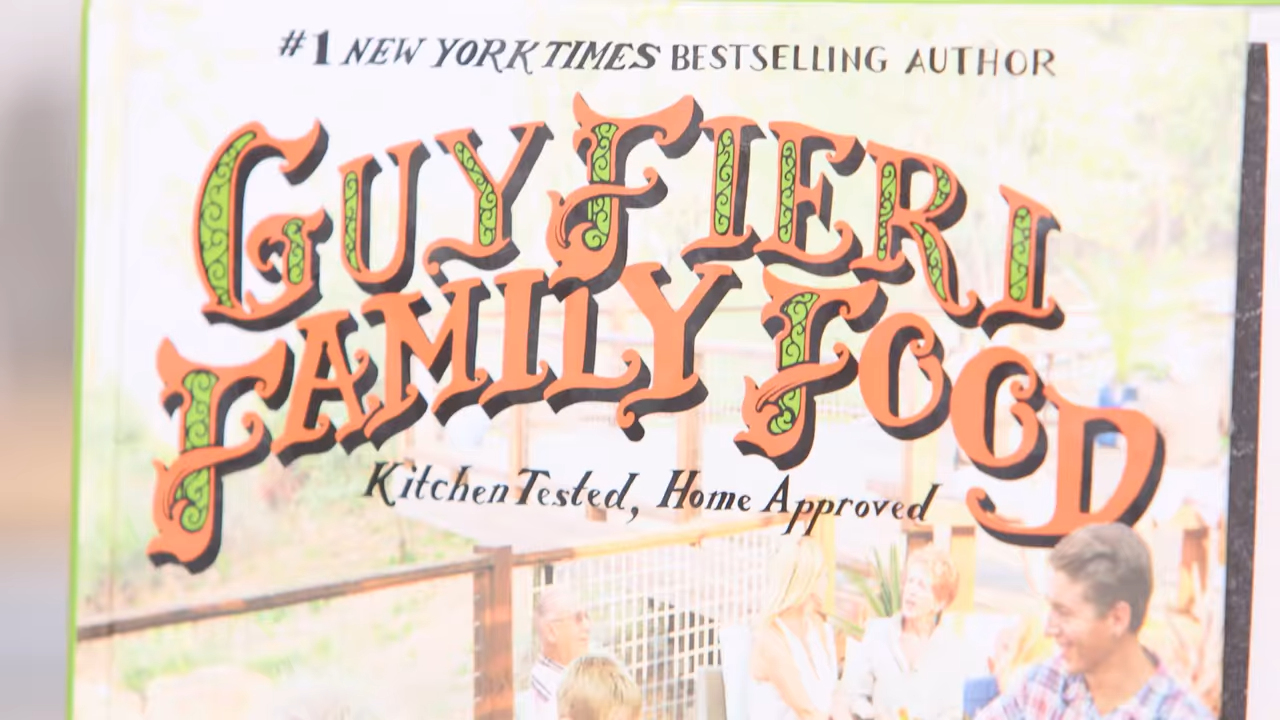 #1 NEW YORK TIMES BESTSELLING AUTHOR
GUY FIERI
FAMILY FOOD
Kitchen Tested, Home Approved